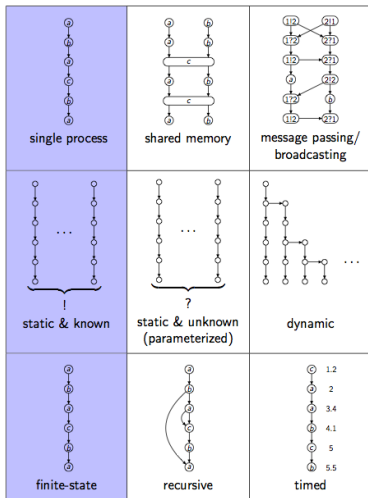 a
b
a
c
b
a
single process
a b
a b
c
a b
c
a b
shared memory
1!2 2!1
1?2 2?1
1!2 2?1
a 2!2
1?2 b
1!2 2?1
message passing/
broadcasting
...
!
static & known
...
?
static & unknown
(parameterized)
...
dynamic
a
b
a
c
b
a
finite-state
a
b
a
c
b
a
recursive
c 1.2
a 2
a 3.4
b 4.1
c 5
b 5.5
timed